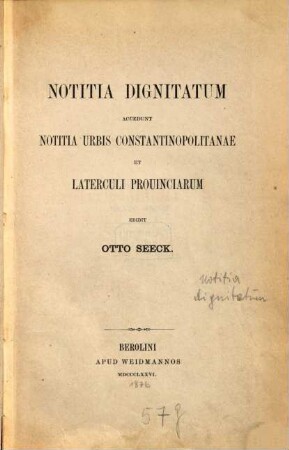 NOTITIA DIGNITATUM
ACCEDUNT
NOTITIA URBIS CONSTANTINOPOLITANAE
ET
LATERCULI PROUINCIARUM
EDIDIT
OTTO SEECK.
notitia
dignitatum
BEROLINI
APUD WEIDMANNOS
MDCCCLXXVI.
1876